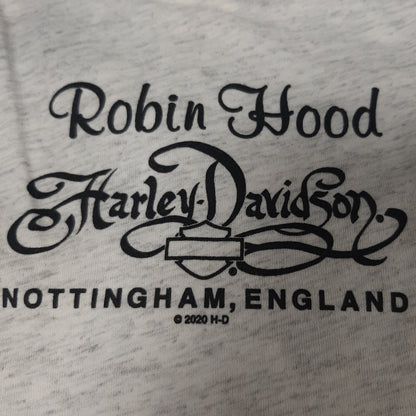 Robin Hood
Harley-Davidson.
NOTTINGHAM, ENGLAND
© 2020 H-D